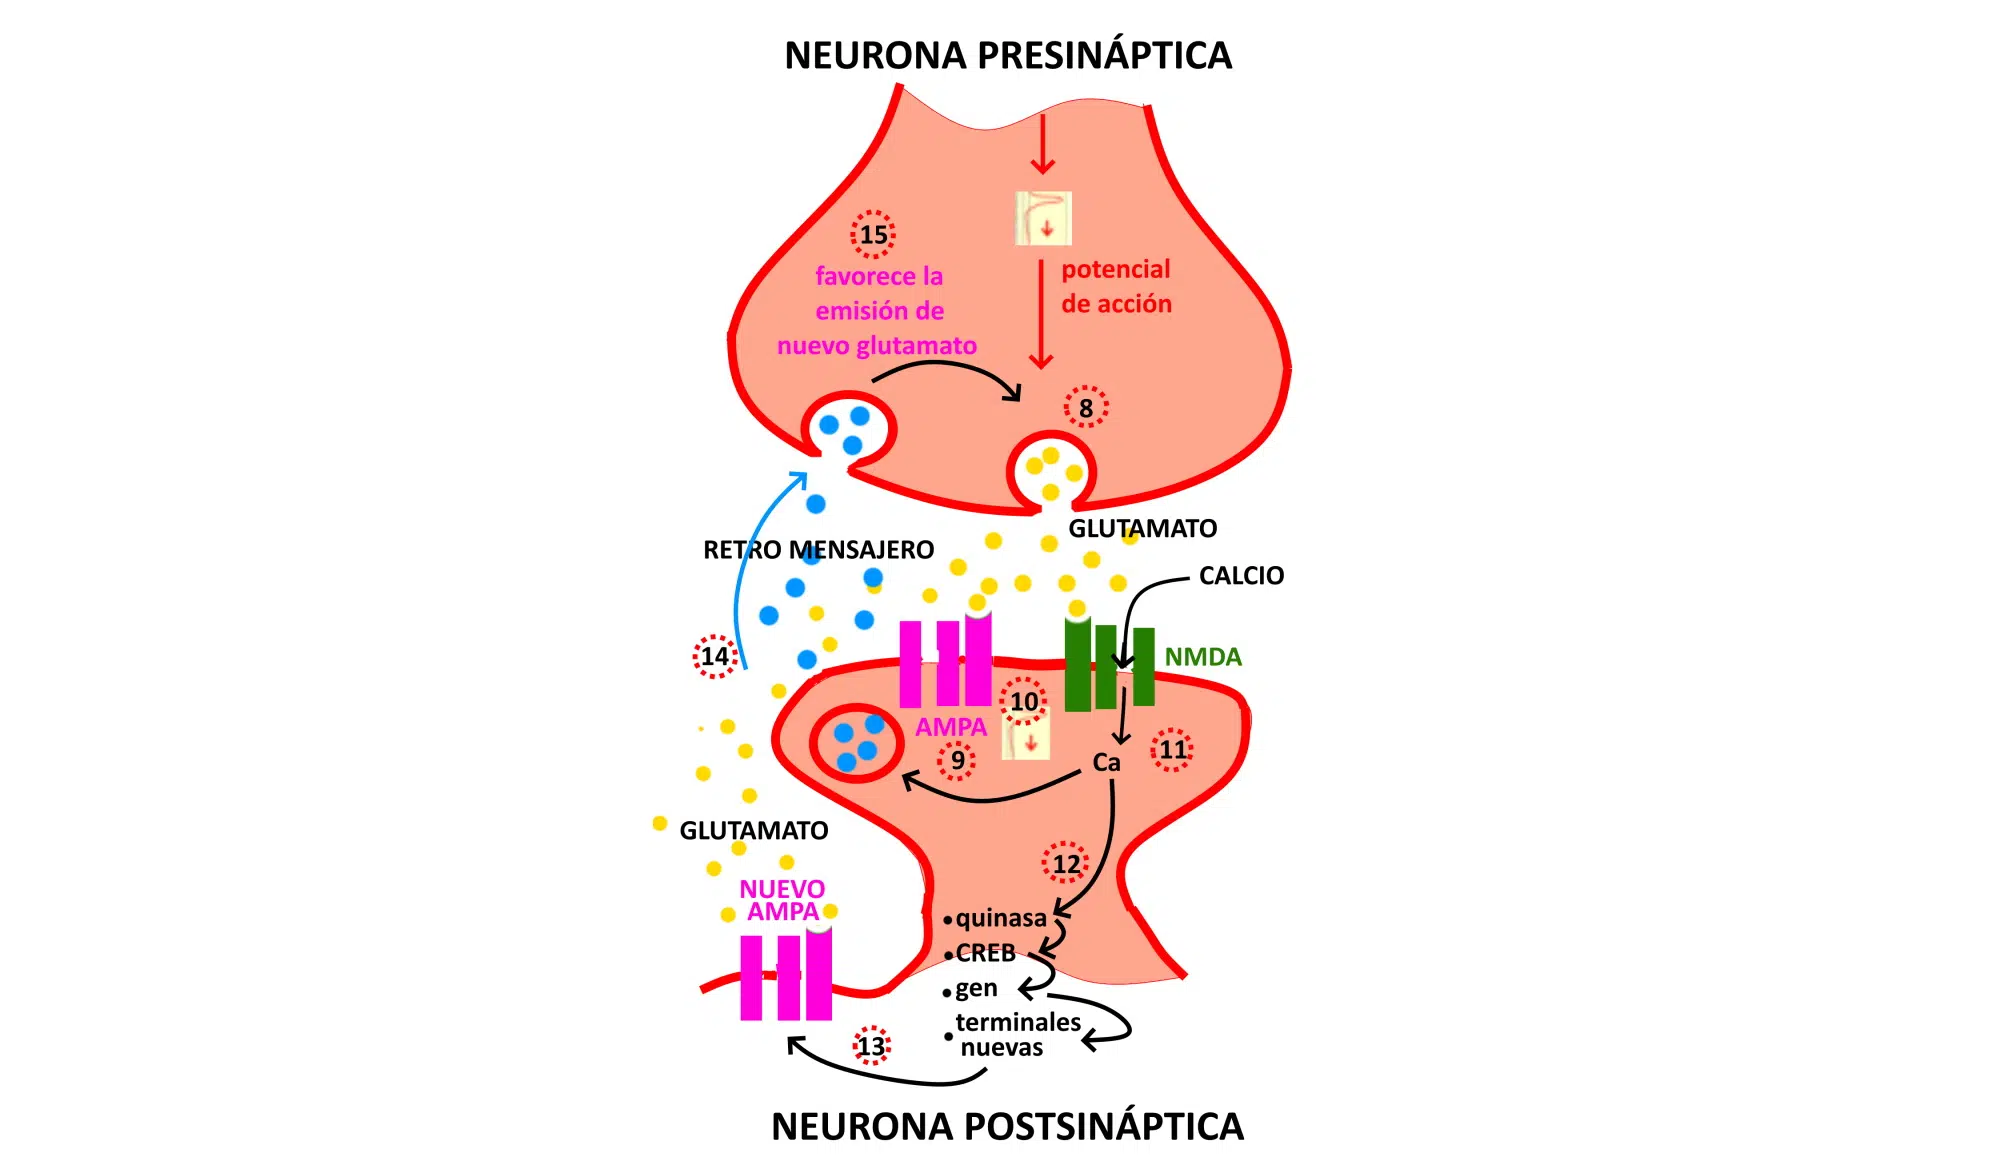 NEURONA PRESINÁPTICA
15
favorece la
emisión de
nuevo glutamato
potencial
de acción
8
GLUTAMATO
RETRO MENSAJERO
CALCIO
14
NMDA
10
AMPA
9
11
Ca
GLUTAMATO
12
NUEVO
AMPA
•quinasa
•CREB
•gen
•terminales
nuevas
13
NEURONA POSTSINÁPTICA